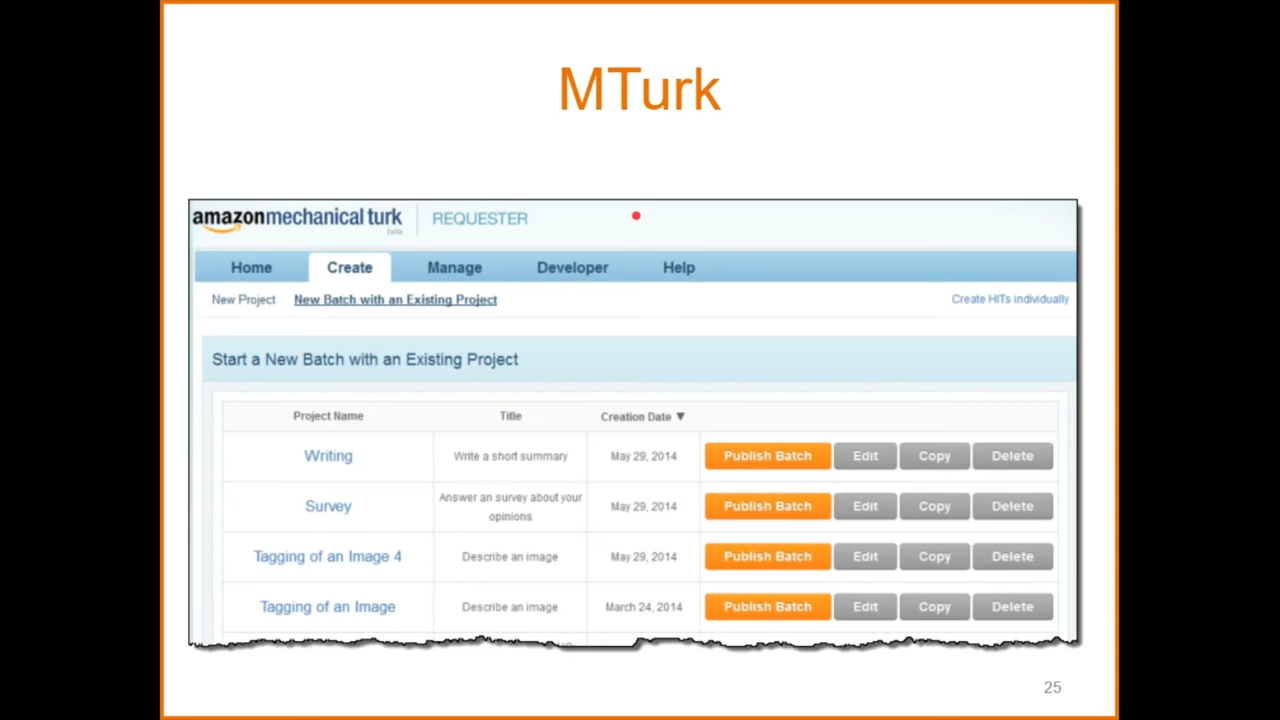 MTurk
amazonmechanical turk
beta
REQUESTER
Home Create Manage Developer Help
New Project New Batch with an Existing Project Create HITs individually
Start a New Batch with an Existing Project
Project Name Title Creation Date ▼
Writing Write a short summary May 29, 2014 Publish Batch Edit Copy Delete
Survey Answer an survey about your opinions May 29, 2014 Publish Batch Edit Copy Delete
Tagging of an Image 4 Describe an image May 29, 2014 Publish Batch Edit Copy Delete
Tagging of an Image Describe an image March 24, 2014 Publish Batch Edit Copy Delete
25